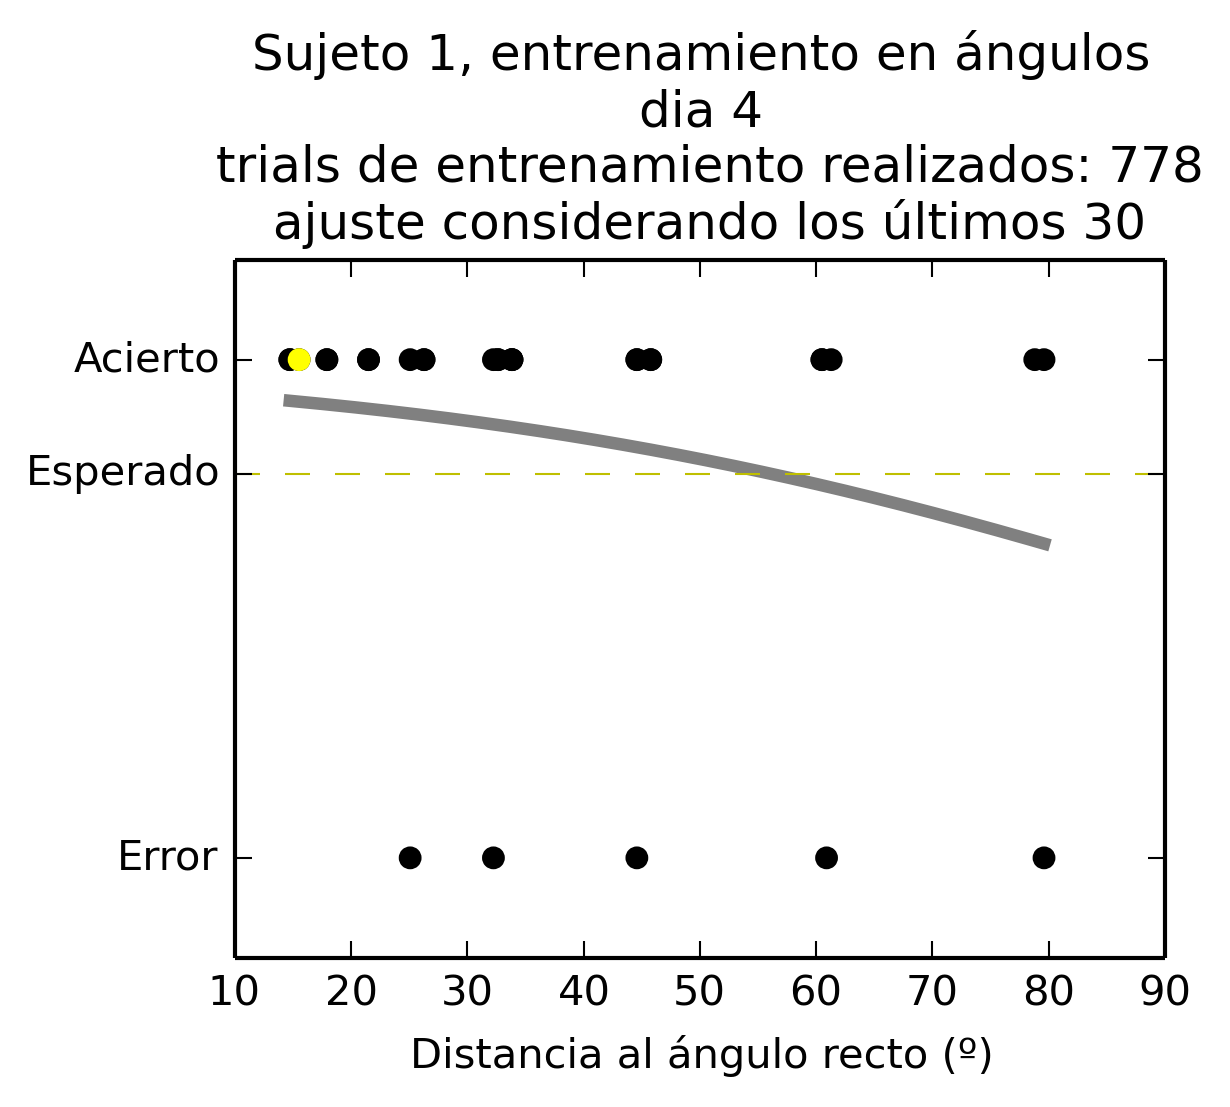 Sujeto 1, entrenamiento en ángulos
dia 4
trials de entrenamiento realizados: 778
ajuste considerando los últimos 30
Acierto
Esperado
Error
10 20 30 40 50 60 70 80 90
Distancia al ángulo recto (º)